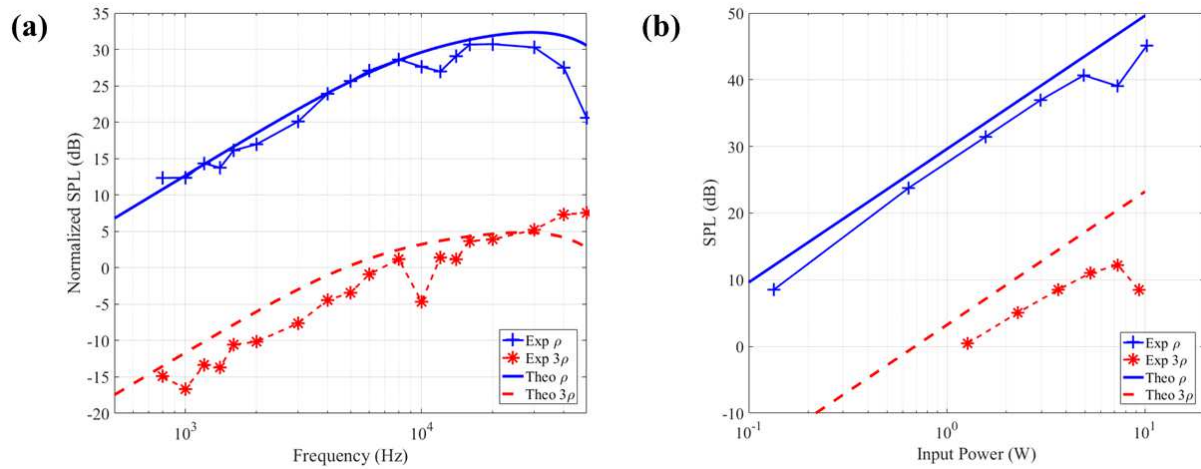 (a)
35
30
25
20
15
10
5
0
-5
-10
-15
-20
Normalized SPL (dB)
10³
10⁴
Frequency (Hz)
Exp ρ
Exp 3ρ
Theo ρ
Theo 3ρ
(b)
50
40
30
20
10
0
-10
SPL (dB)
10⁻¹
10⁰
10¹
Input Power (W)
Exp ρ
Exp 3ρ
Theo ρ
Theo 3ρ